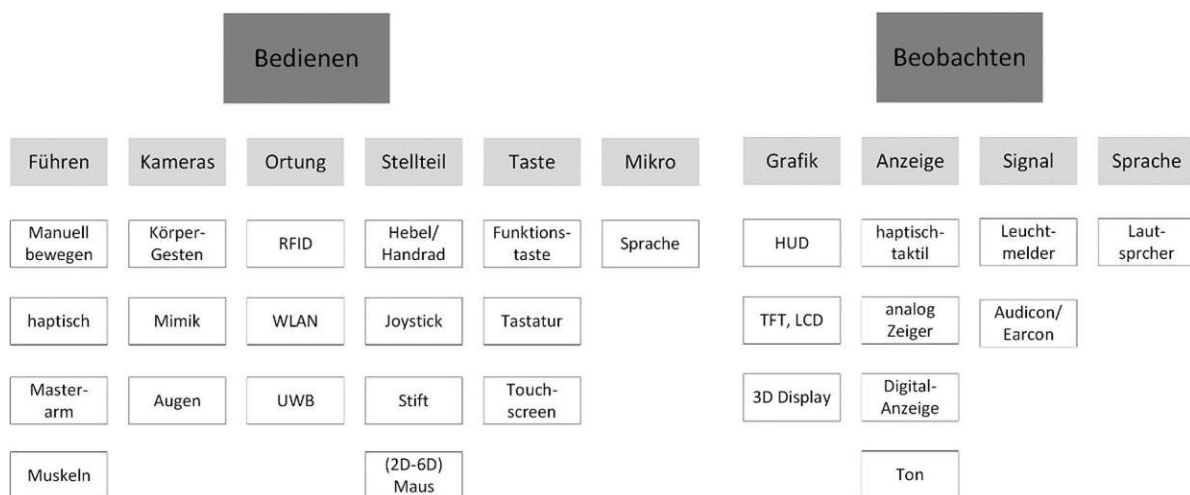 Bedienen
Beobachten
Führen
Kameras
Ortung
Stellteil
Taste
Mikro
Grafik
Anzeige
Signal
Sprache
Manuell
bewegen
Körper-
Gesten
RFID
Hebel/
Handrad
Funktions-
taste
Sprache
HUD
haptisch-
taktil
Leucht-
melder
Laut-
sprcher
haptisch
Mimik
WLAN
Joystick
Tastatur
TFT, LCD
analog
Zeiger
Audicon/
Earcon
Master-
arm
Augen
UWB
Stift
Touch-
screen
3D Display
Digital-
Anzeige
Muskeln
(2D-6D)
Maus
Ton